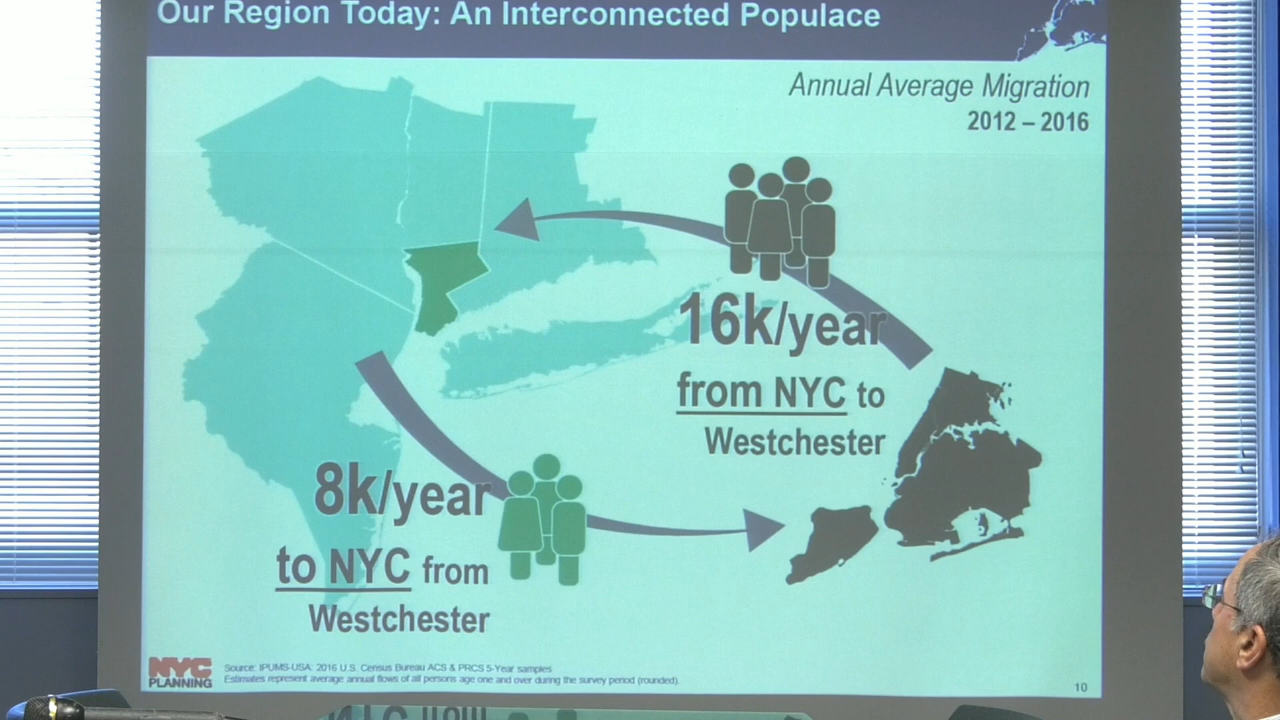 Our Region Today: An Interconnected Populace
Annual Average Migration
2012 – 2016
16k/year
from NYC to
Westchester
8k/year
to NYC from
Westchester
NYC
PLANNING
Source: IPUMS-USA: 2016 U.S. Census Bureau ACS & PRCS 5-Year samples
Estimates represent average annual flows of all persons age one and over during the survey period (rounded).
10